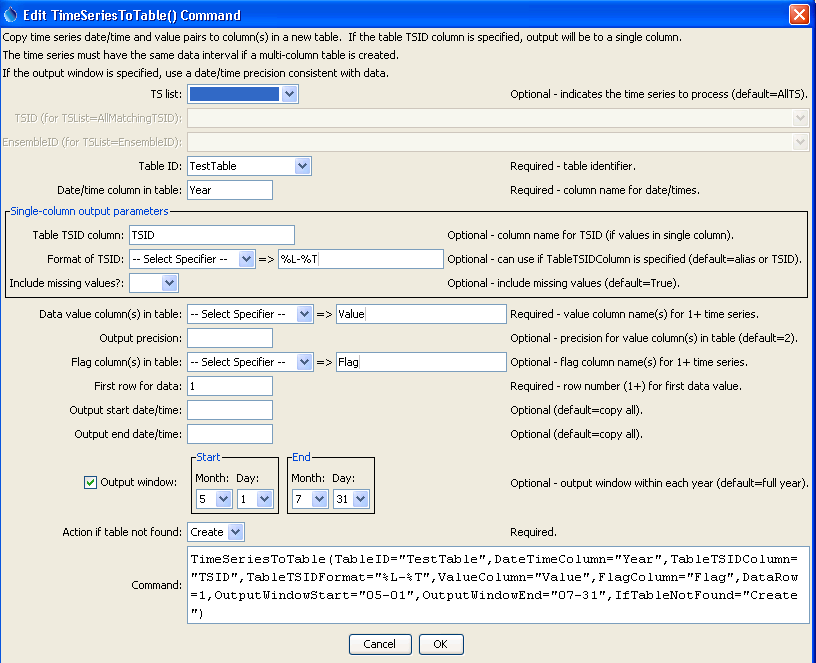 Edit TimeSeriesToTable() Command
Copy time series date/time and value pairs to column(s) in a new table.  If the table TSID column is specified, output will be to a single column.
The time series must have the same data interval if a multi-column table is created.
If the output window is specified, use a date/time precision consistent with data.
TS list: Optional - indicates the time series to process (default=AllTS).
TSID (for TSList=AllMatchingTSID):
EnsembleID (for TSList=EnsembleID):
Table ID: TestTable Required - table identifier.
Date/time column in table: Year Required - column name for date/times.
Single-column output parameters
Table TSID column: TSID Optional - column name for TSID (if values in single column).
Format of TSID: -- Select Specifier -- => %L-%T Optional - can use if TableTSIDColumn is specified (default=alias or TSID).
Include missing values?: Optional - include missing values (default=True).
Data value column(s) in table: -- Select Specifier -- => Value Required - value column name(s) for 1+ time series.
Output precision: Optional - precision for value column(s) in table (default=2).
Flag column(s) in table: -- Select Specifier -- => Flag Optional - flag column name(s) for 1+ time series.
First row for data: 1 Required - row number (1+) for first data value.
Output start date/time: Optional (default=copy all).
Output end date/time: Optional (default=copy all).
Start End
Month: Day: Month: Day:
Output window: 5 1 7 31 Optional - output window within each year (default=full year).
Action if table not found: Create Required.
Command: TimeSeriesToTable(TableID="TestTable",DateTimeColumn="Year",TableTSIDColumn=
"TSID",TableTSIDFormat="%L-%T",ValueColumn="Value",FlagColumn="Flag",DataRow
=1,OutputWindowStart="05-01",OutputWindowEnd="07-31",IfTableNotFound="Create
")
Cancel OK